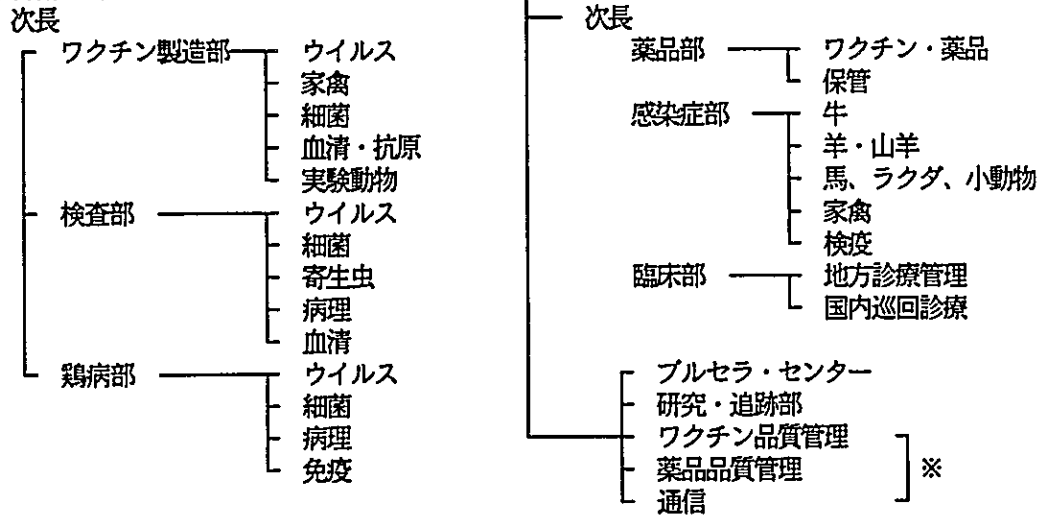 次長
ワクチン製造部
ウイルス
家禽
細菌
血清・抗原
実験動物
検査部
ウイルス
細菌
寄生虫
病理
血清
鶏病部
ウイルス
細菌
病理
免疫
次長
薬品部
ワクチン・薬品
保管
感染症部
牛
羊・山羊
馬、ラクダ、小動物
家禽
検疫
臨床部
地方診療管理
国内巡回診療
ブルセラ・センター
研究・追跡部
ワクチン品質管理
薬品品質管理
通信
※